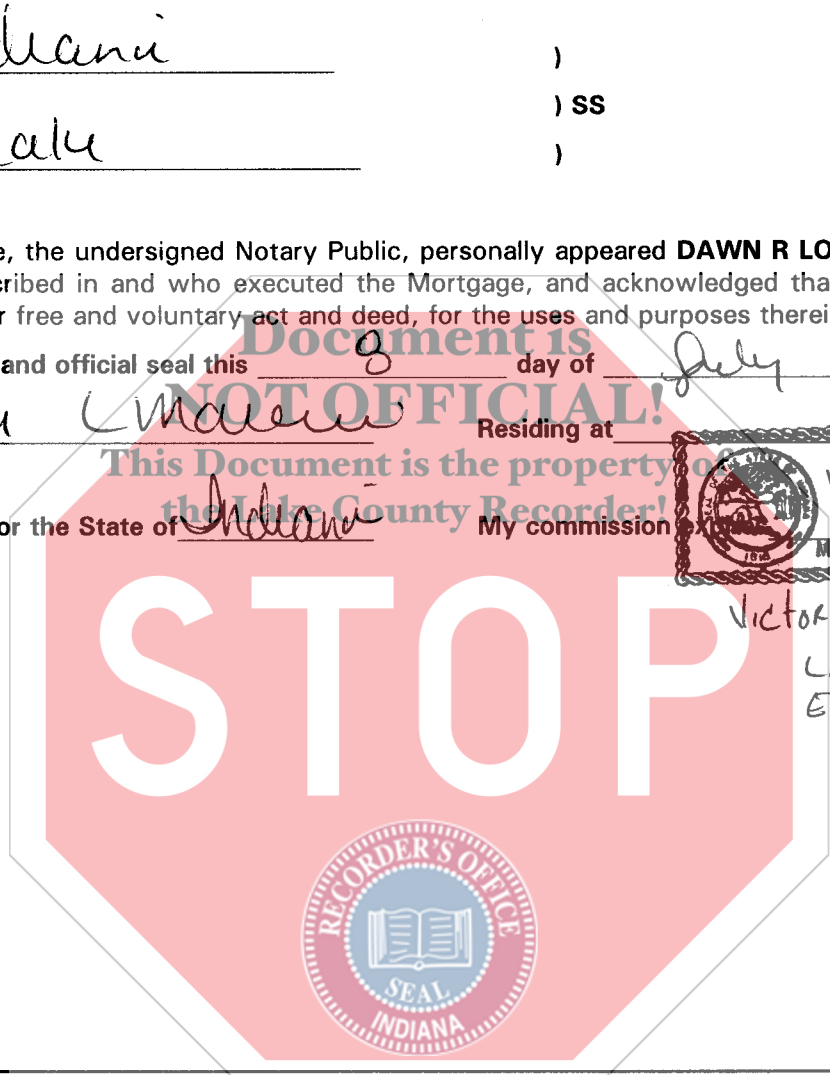 )
) SS
)
e, the undersigned Notary Public, personally appeared DAWN R LO
cribed in and who executed the Mortgage, and acknowledged tha
r free and voluntary act and deed, for the uses and purposes therei
Document is
and official seal this 8 day of July
NOT OFFICIAL!
Residing at
This Document is the property of
the Lake County Recorder!
or the State of Indiana My commission
VICTOR
STOP
RECORDER'S OFFICE
SEAL
INDIANA